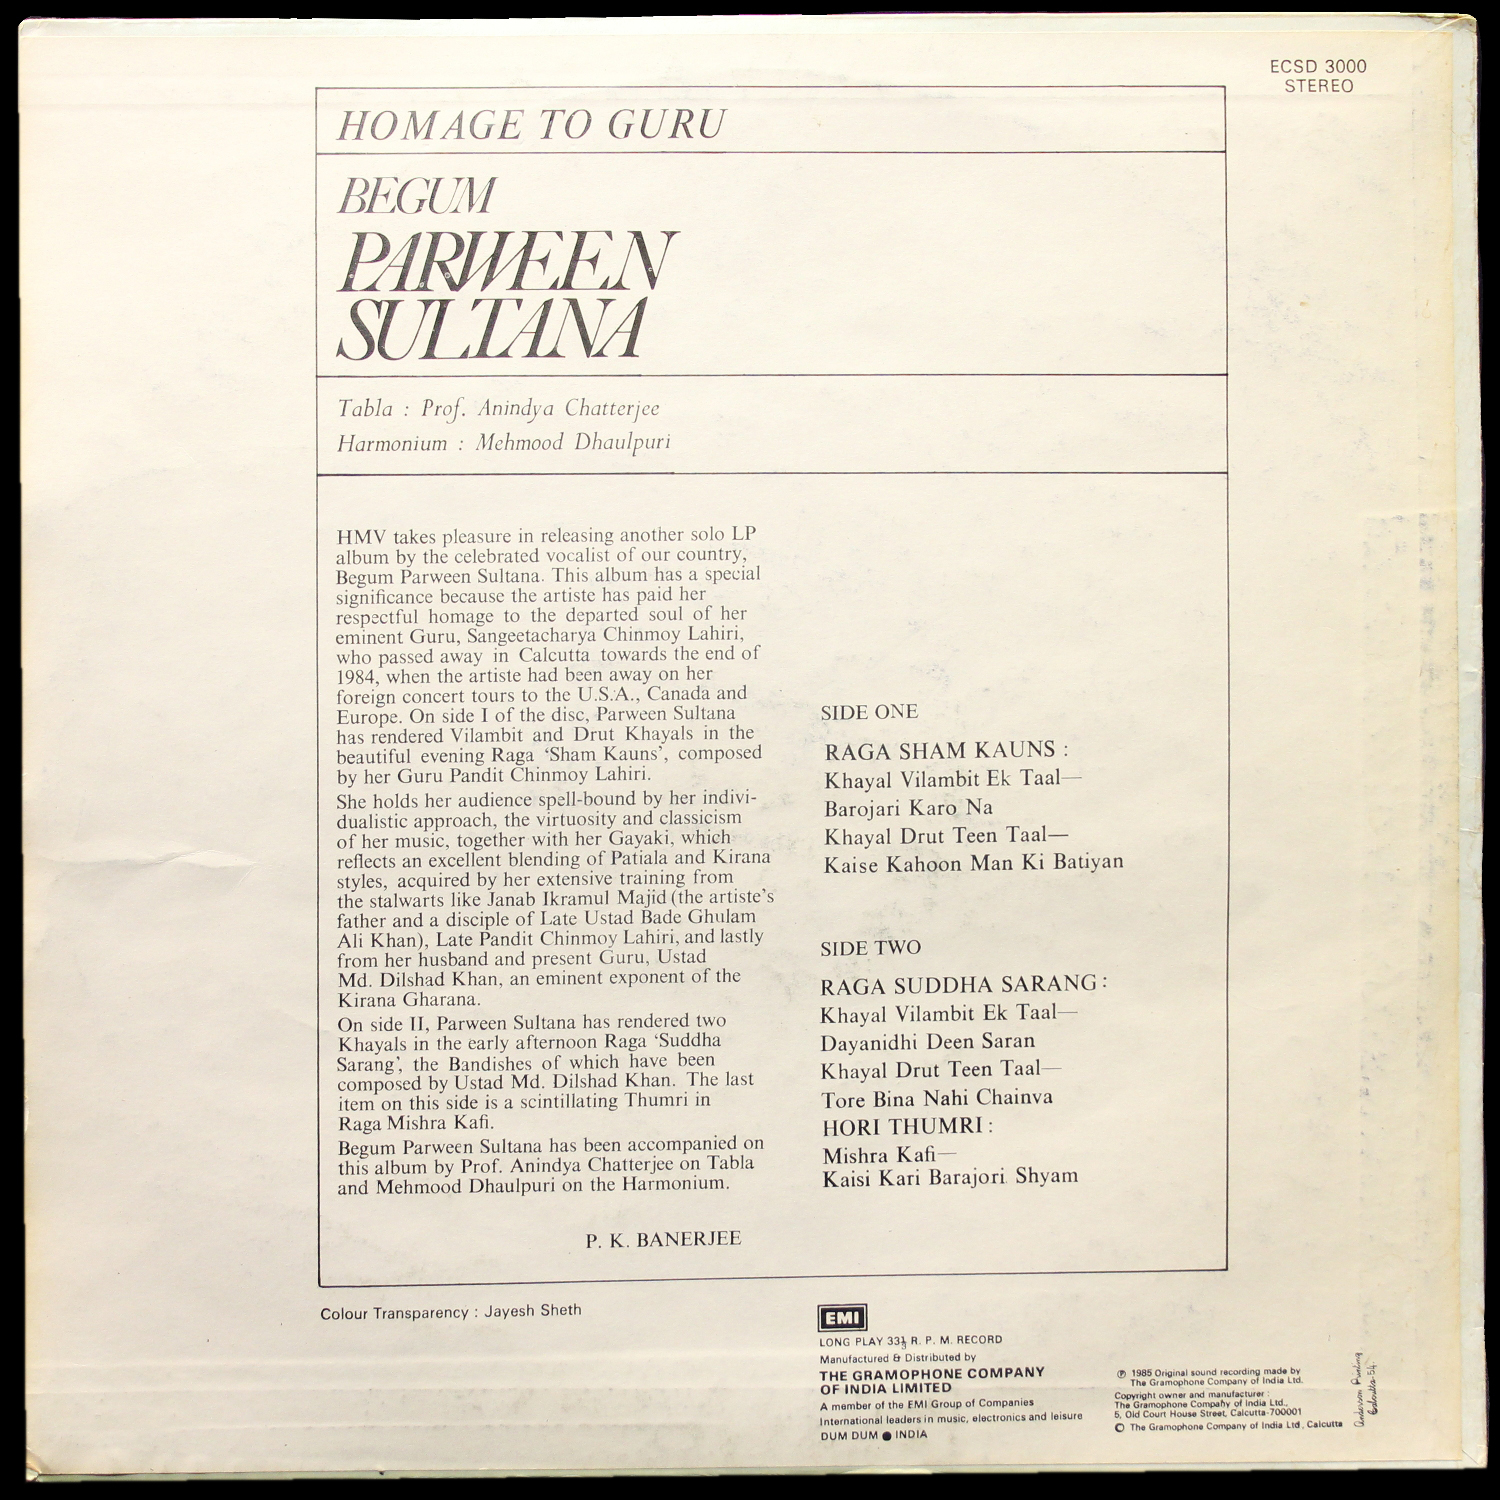 ECSD 3000
STEREO
HOMAGE TO GURU
BEGUM
PARWEEN
SULTANA
Tabla : Prof. Anindya Chatterjee
Harmonium : Mehmood Dhaulpuri
HMV takes pleasure in releasing another solo LP
album by the celebrated vocalist of our country,
Begum Parween Sultana. This album has a special
significance because the artiste has paid her
respectful homage to the departed soul of her
eminent Guru, Sangeetacharya Chinmoy Lahiri,
who passed away in Calcutta towards the end of
1984, when the artiste had been away on her
foreign concert tours to the U.S.A., Canada and
Europe. On side I of the disc, Parween Sultana
has rendered Vilambit and Drut Khayals in the
beautiful evening Raga ‘Sham Kauns’, composed
by her Guru Pandit Chinmoy Lahiri.
She holds her audience spell-bound by her indivi-
dualistic approach, the virtuosity and classicism
of her music, together with her Gayaki, which
reflects an excellent blending of Patiala and Kirana
styles, acquired by her extensive training from
the stalwarts like Janab Ikramul Majid (the artiste’s
father and a disciple of Late Ustad Bade Ghulam
Ali Khan), Late Pandit Chinmoy Lahiri, and lastly
from her husband and present Guru, Ustad
Md. Dilshad Khan, an eminent exponent of the
Kirana Gharana.
On side II, Parween Sultana has rendered two
Khayals in the early afternoon Raga ‘Suddha
Sarang’, the Bandishes of which have been
composed by Ustad Md. Dilshad Khan. The last
item on this side is a scintillating Thumri in
Raga Mishra Kafi.
Begum Parween Sultana has been accompanied on
this album by Prof. Anindya Chatterjee on Tabla
and Mehmood Dhaulpuri on the Harmonium.
P. K. BANERJEE
SIDE ONE
RAGA SHAM KAUNS :
Khayal Vilambit Ek Taal—
Barojari Karo Na
Khayal Drut Teen Taal—
Kaise Kahoon Man Ki Batiyan
SIDE TWO
RAGA SUDDHA SARANG :
Khayal Vilambit Ek Taal—
Dayanidhi Deen Saran
Khayal Drut Teen Taal—
Tore Bina Nahi Chainva
HORI THUMRI :
Mishra Kafi—
Kaisi Kari Barajori Shyam
Colour Transparency : Jayesh Sheth
EMI
LONG PLAY 33⅓ R. P. M. RECORD
Manufactured & Distributed by
THE GRAMOPHONE COMPANY
OF INDIA LIMITED
A member of the EMI Group of Companies
International leaders in music, electronics and leisure
DUM DUM ● INDIA
℗ 1985 Original sound recording made by
The Gramophone Company of India Ltd.
Copyright owner and manufacturer :
The Gramophone Company of India Ltd.,
5, Old Court House Street, Calcutta-700001
© The Gramophone Company of India Ltd., Calcutta
Anderson Printing
Calcutta-54